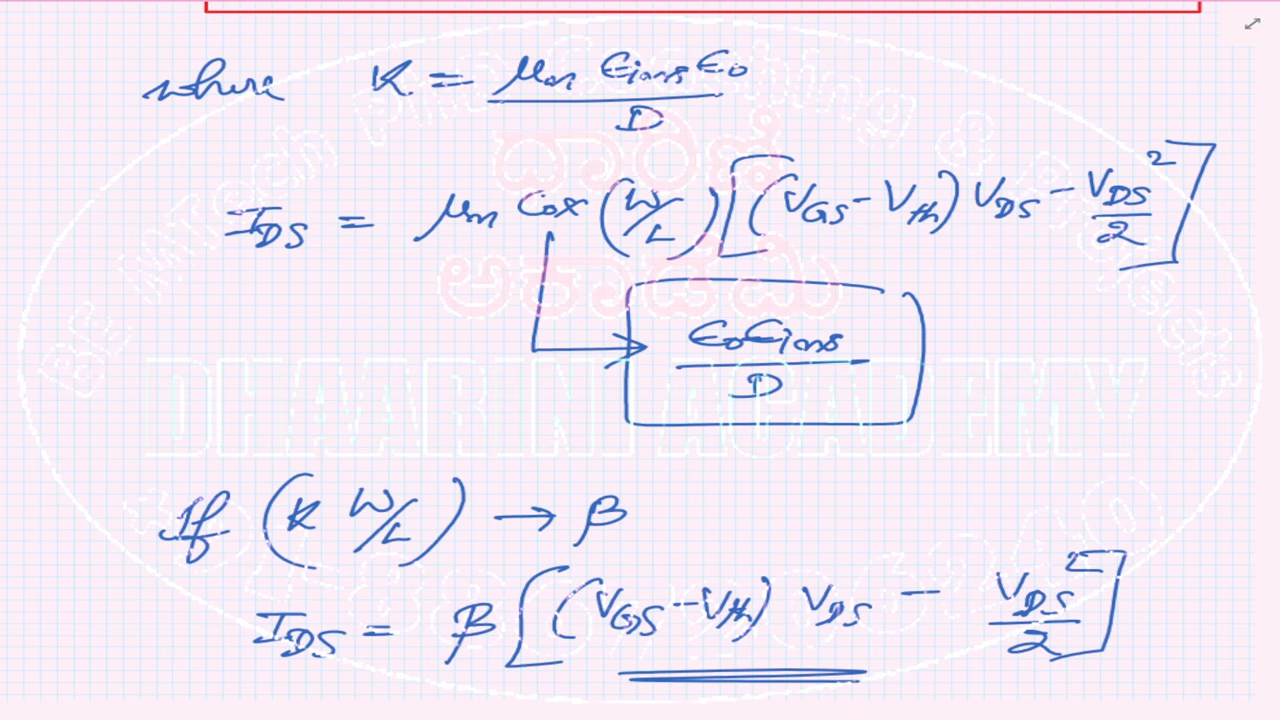 where K = μn εins ε0 / D
IDS = μn Cox (W/L) [(VGS - Vth) VDS - VDS²/2]
ε0 εins / D
If (K W/L) → β
IDS = β [(VGS - Vth) VDS - VDS²/2]
DHAARINI ACADEMY